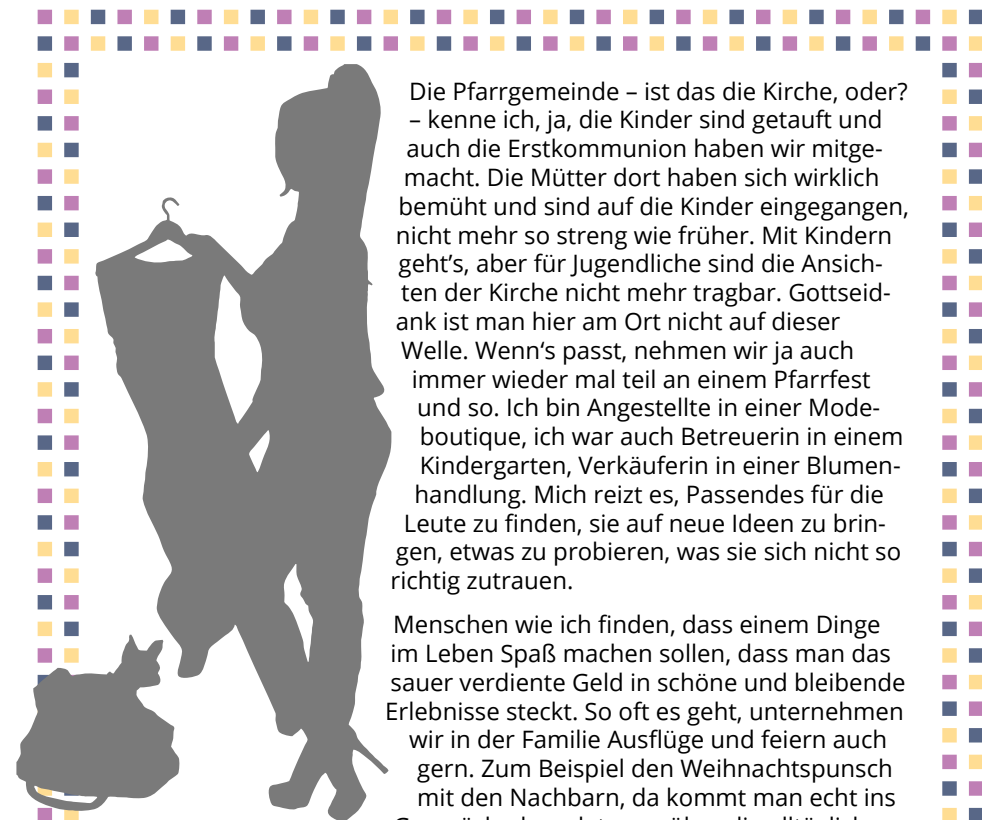 Die Pfarrgemeinde – ist das die Kirche, oder?
– kenne ich, ja, die Kinder sind getauft und
auch die Erstkommunion haben wir mitge-
macht. Die Mütter dort haben sich wirklich
bemüht und sind auf die Kinder eingegangen,
nicht mehr so streng wie früher. Mit Kindern
geht's, aber für Jugendliche sind die Ansich-
ten der Kirche nicht mehr tragbar. Gottseid-
ank ist man hier am Ort nicht auf dieser
Welle. Wenn‘s passt, nehmen wir ja auch
immer wieder mal teil an einem Pfarrfest
und so. Ich bin Angestellte in einer Mode-
boutique, ich war auch Betreuerin in einem
Kindergarten, Verkäuferin in einer Blumen-
handlung. Mich reizt es, Passendes für die
Leute zu finden, sie auf neue Ideen zu brin-
gen, etwas zu probieren, was sie sich nicht so
richtig zutrauen.
Menschen wie ich finden, dass einem Dinge
im Leben Spaß machen sollen, dass man das
sauer verdiente Geld in schöne und bleibende
Erlebnisse steckt. So oft es geht, unternehmen
wir in der Familie Ausflüge und feiern auch
gern. Zum Beispiel den Weihnachtspunsch
mit den Nachbarn, da kommt man echt ins